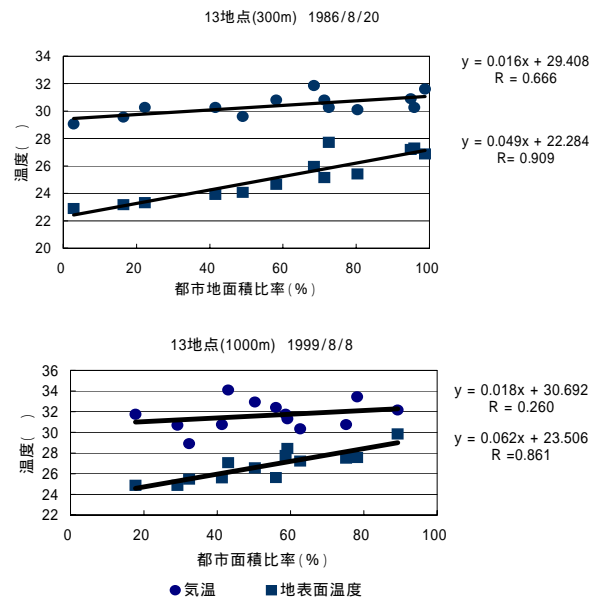 13地点(300m) 1986/8/20
34
32
30
28
26
24
22
20
温度( )
0 20 40 60 80 100
都市地面積比率(%)
y = 0.016x + 29.408
R = 0.666
y = 0.049x + 22.284
R= 0.909
13地点(1000m) 1999/8/8
36
34
32
30
28
26
24
22
温度( )
0 20 40 60 80 100
都市面積比率(%)
y = 0.018x + 30.692
R = 0.260
y = 0.062x + 23.506
R =0.861
気温 地表面温度